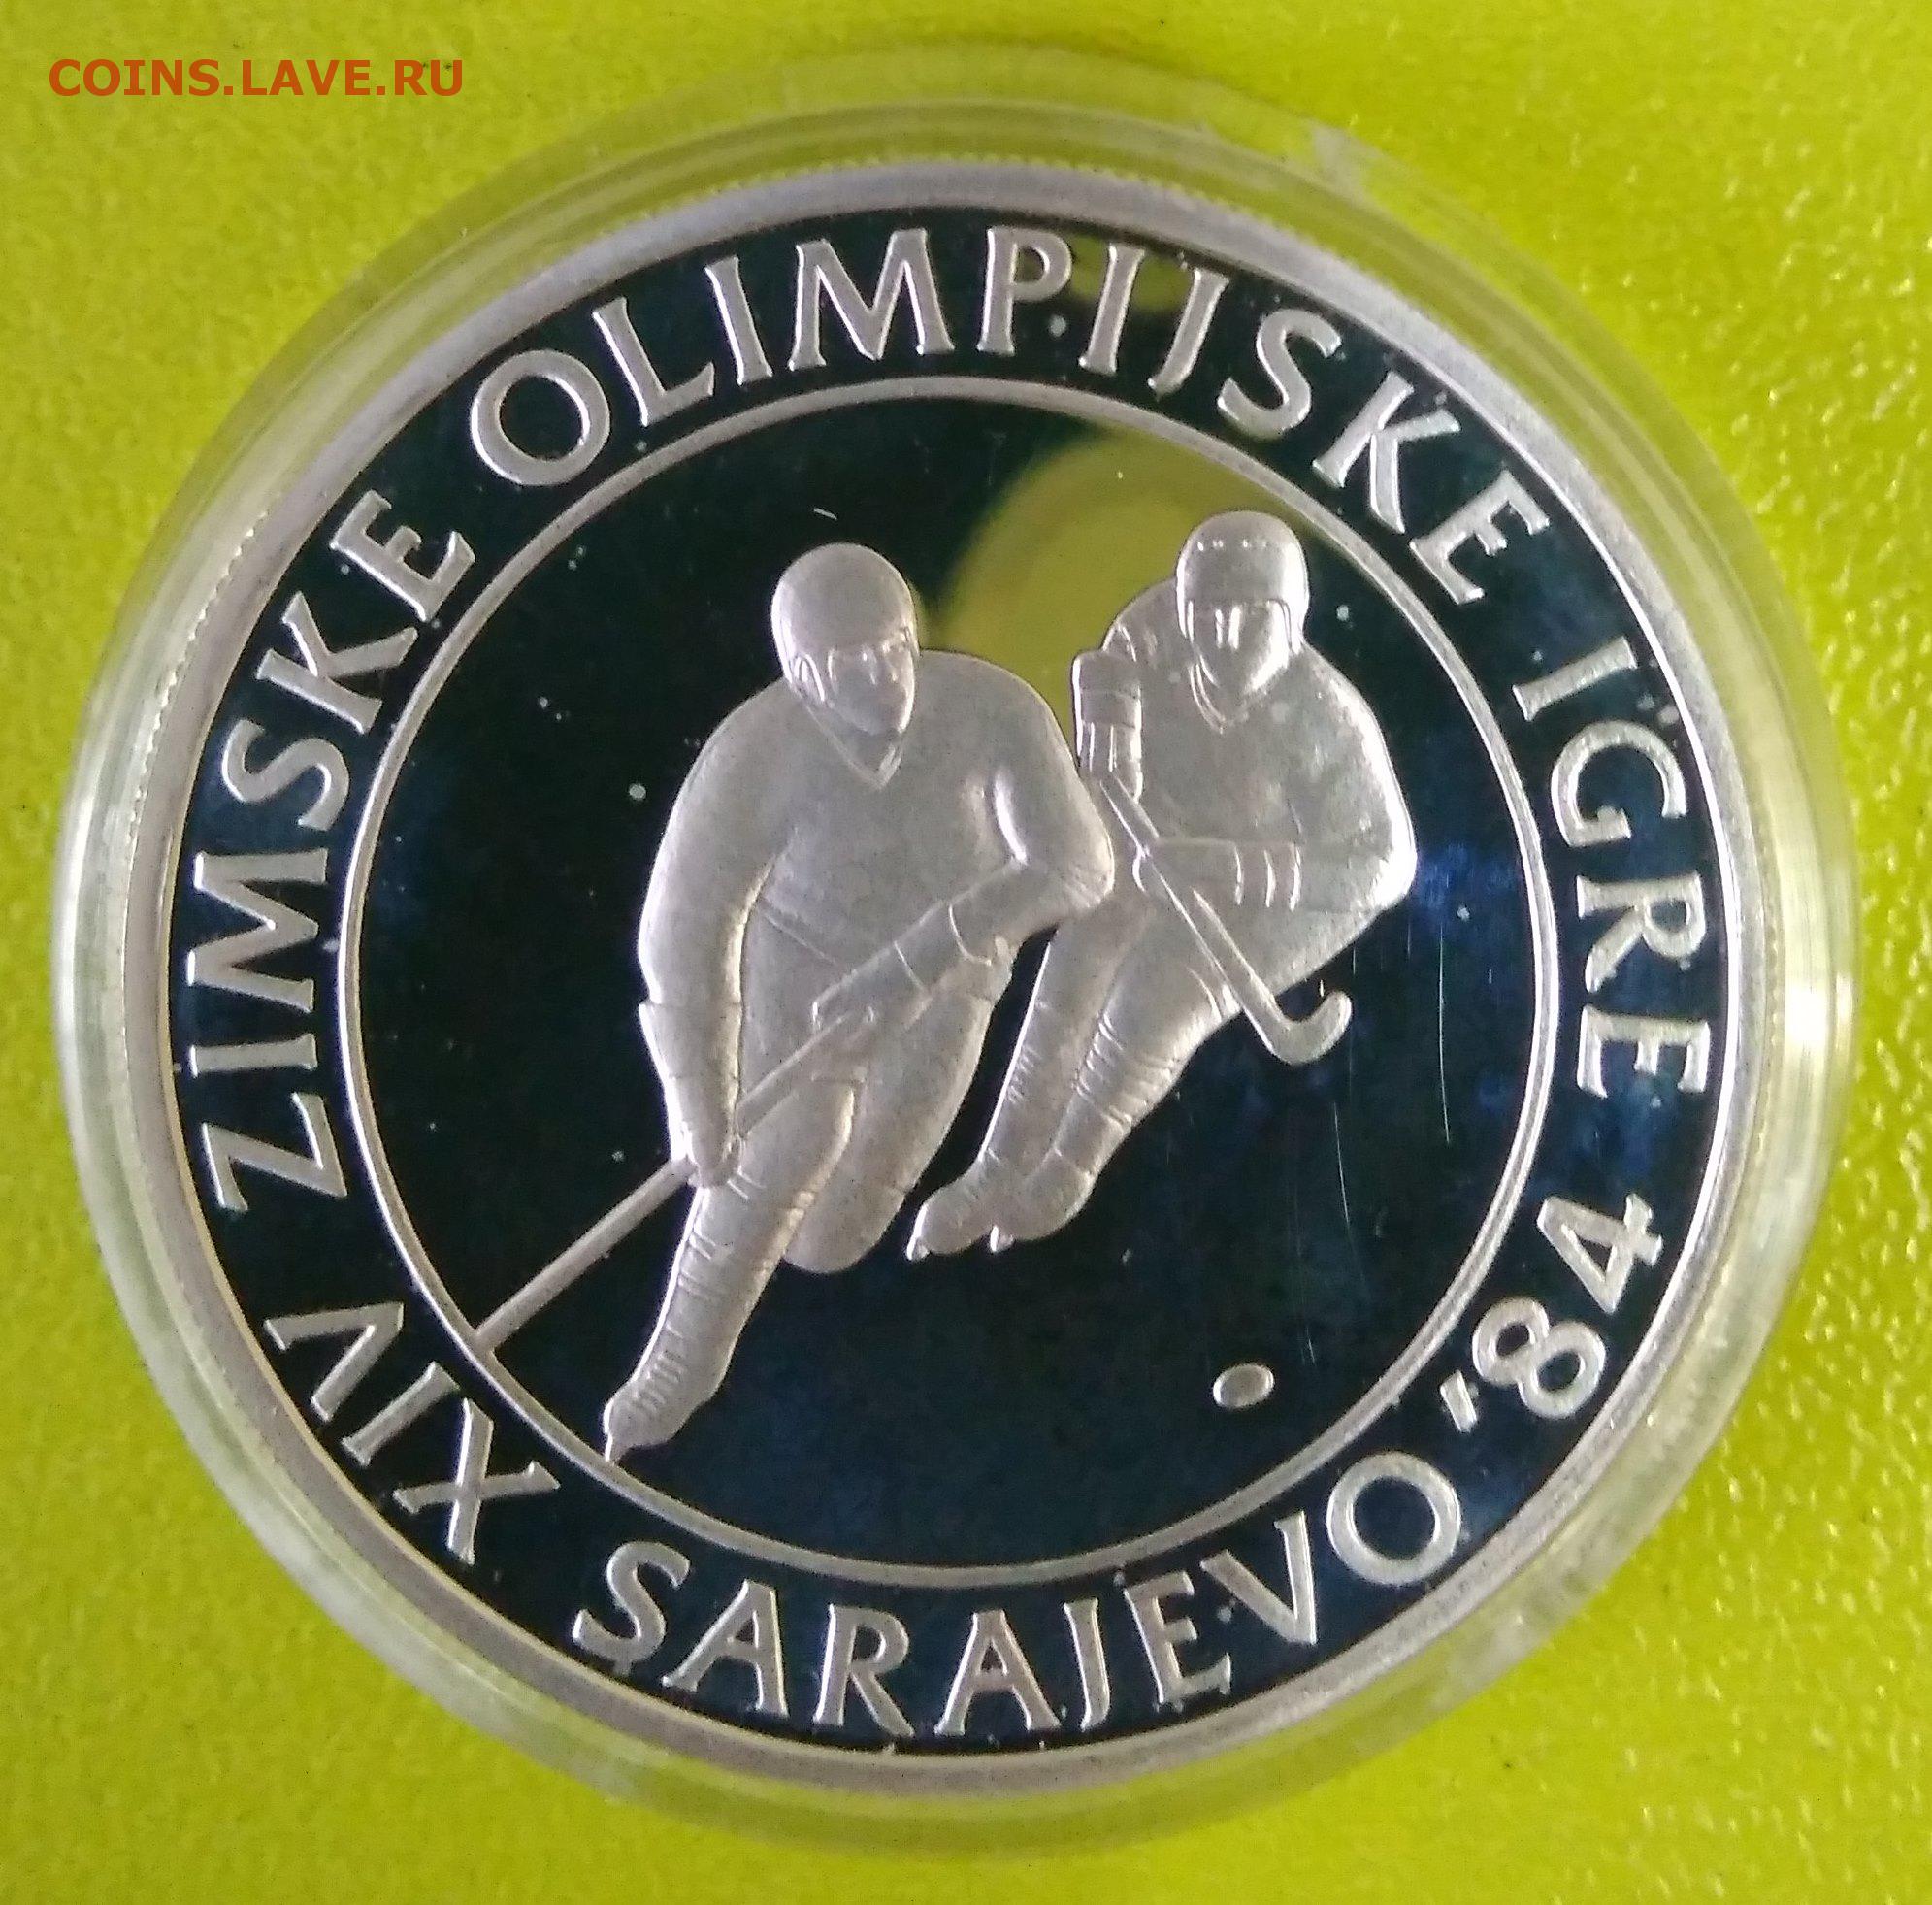 COINS.LAVE.RU
XIV ZIMSKE OLIMPIJSKE IGRE
SARAJEVO '84